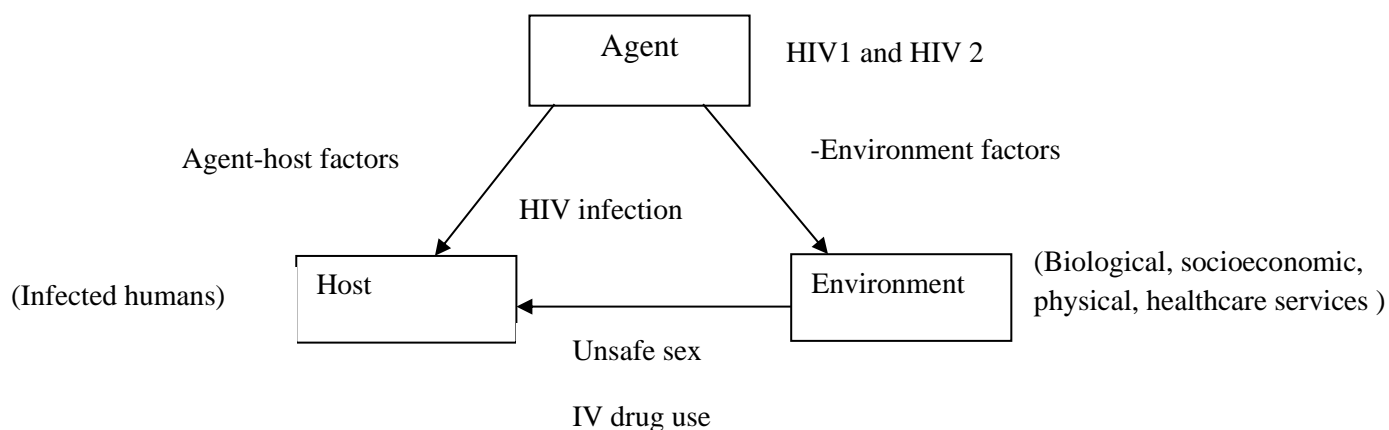 Agent
HIV1 and HIV 2
Agent-host factors
-Environment factors
HIV infection
(Infected humans)
Host
Environment
(Biological, socioeconomic,
physical, healthcare services )
Unsafe sex
IV drug use